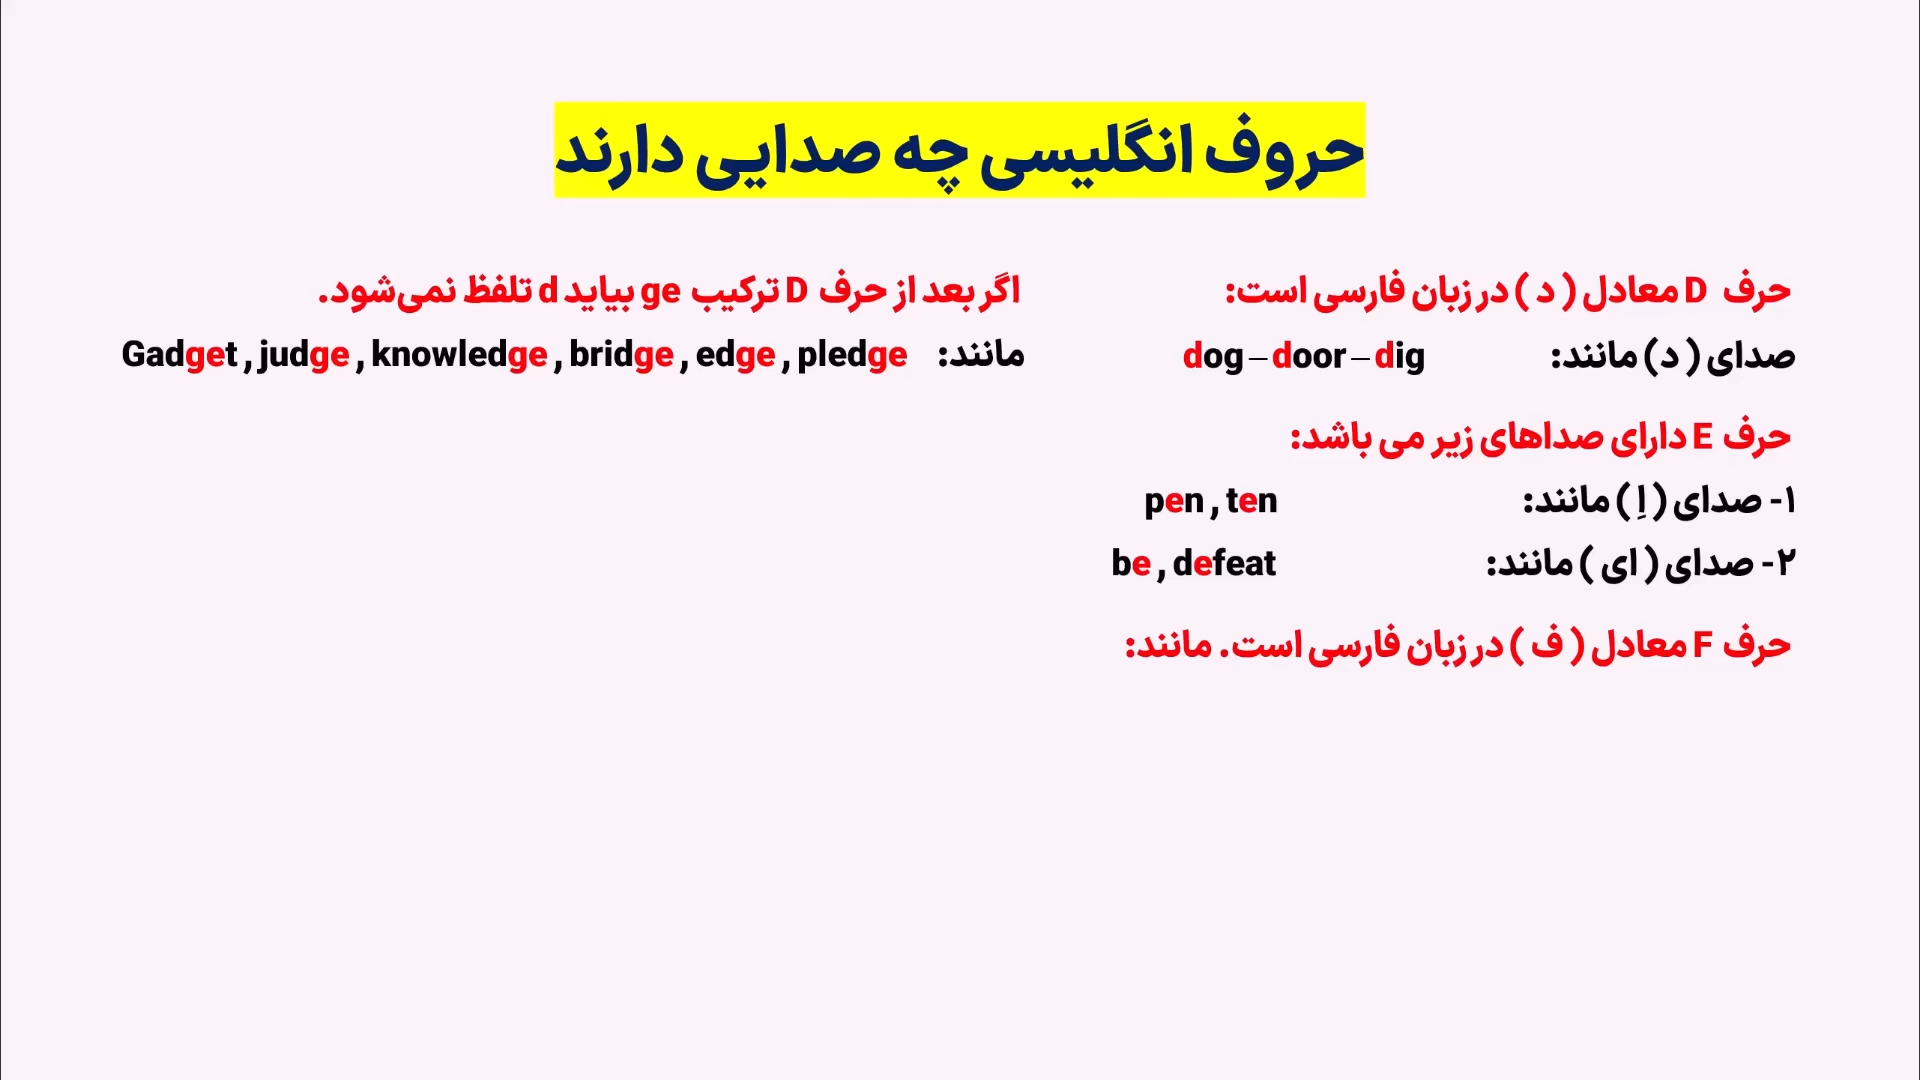 حروف انگلیسی چه صدایی دارند
حرف D معادل ( د ) در زبان فارسی است:
صدای ( د) مانند: dog – door – dig
حرف E دارای صداهای زیر می باشد:
۱- صدای ( اِ ) مانند: pen , ten
۲- صدای ( ای ) مانند: be , defeat
حرف F معادل ( ف ) در زبان فارسی است. مانند:
اگر بعد از حرف D ترکیب ge بیاید d تلفظ نمی‌شود.
مانند: Gadget , judge , knowledge , bridge , edge , pledge